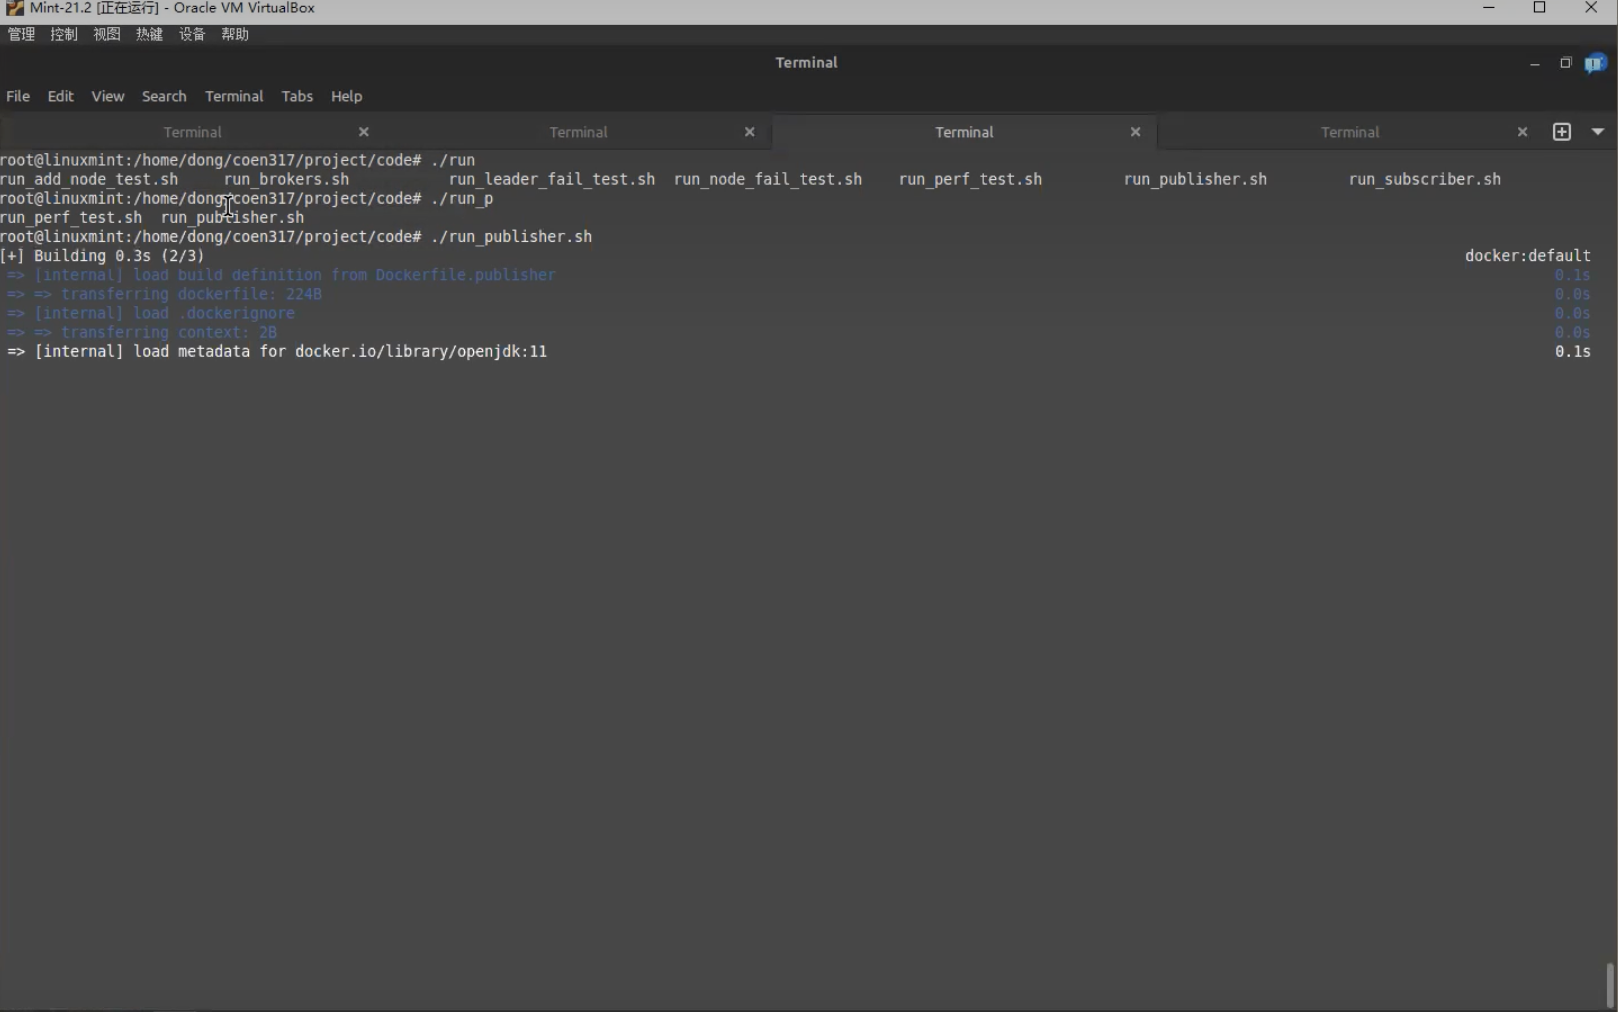 Mint-21.2 [正在运行] - Oracle VM VirtualBox
管理 控制 视图 热键 设备 帮助
Terminal
File Edit View Search Terminal Tabs Help
Terminal Terminal Terminal Terminal
root@linuxmint:/home/dong/coen317/project/code# ./run
run_add_node_test.sh run_brokers.sh run_leader_fail_test.sh run_node_fail_test.sh run_perf_test.sh run_publisher.sh run_subscriber.sh
root@linuxmint:/home/dong/coen317/project/code# ./run_p
run_perf_test.sh run_publisher.sh
root@linuxmint:/home/dong/coen317/project/code# ./run_publisher.sh
[+] Building 0.3s (2/3) docker:default
=> [internal] load build definition from Dockerfile.publisher 0.1s
=> => transferring dockerfile: 224B 0.0s
=> [internal] load .dockerignore 0.0s
=> => transferring context: 2B 0.0s
=> [internal] load metadata for docker.io/library/openjdk:11 0.1s